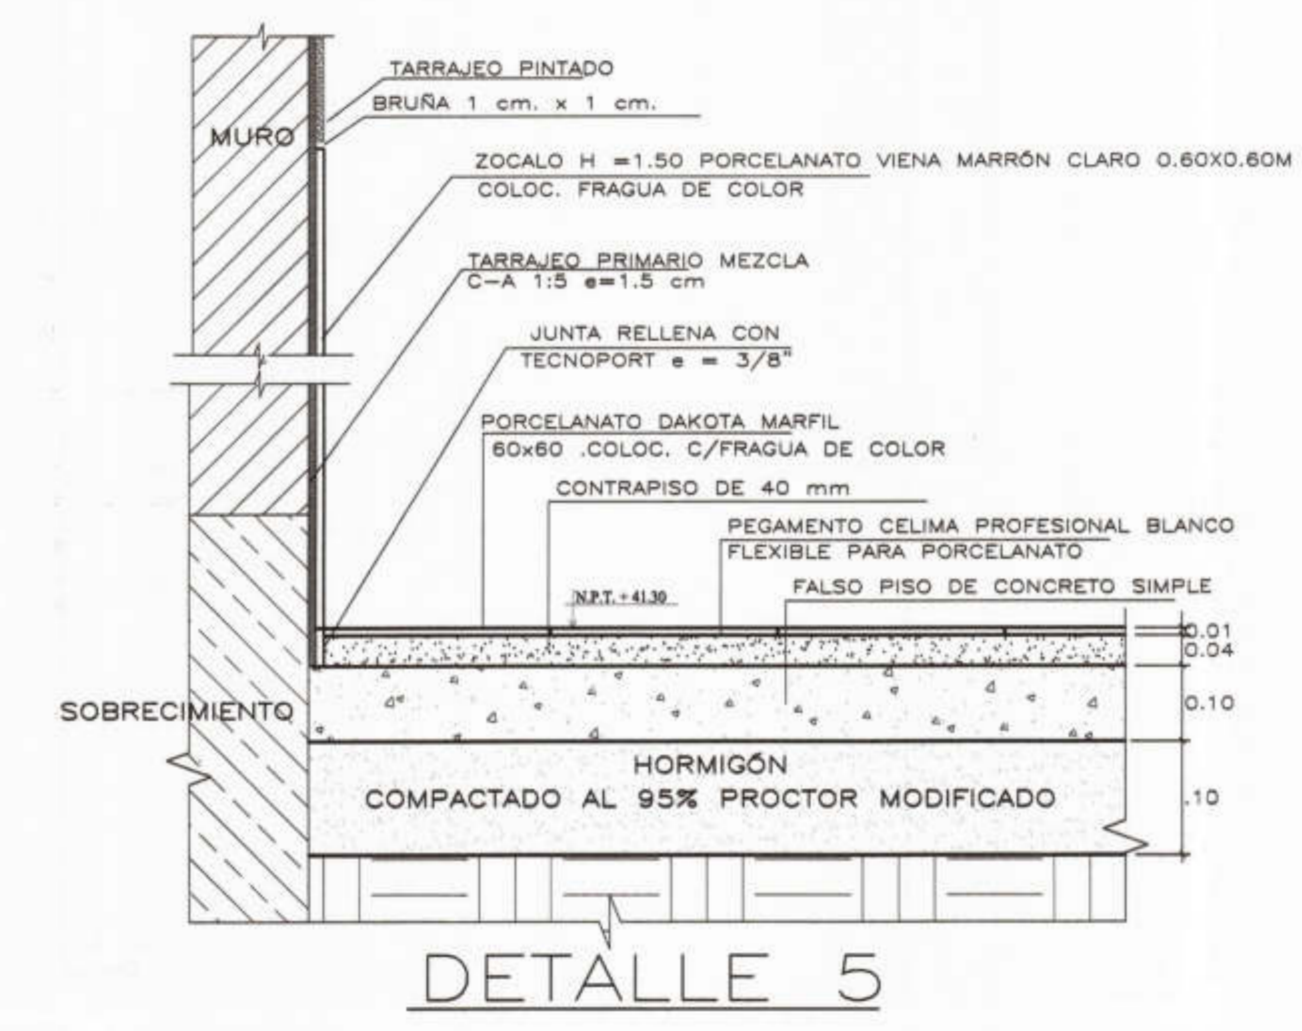 TARRAJEO PINTADO
BRUÑA 1 cm. x 1 cm.
MURO
ZOCALO H =1.50 PORCELANATO VIENA MARRÓN CLARO 0.60X0.60M
COLOC. FRAGUA DE COLOR
TARRAJEO PRIMARIO MEZCLA
C-A 1:5 e=1.5 cm
JUNTA RELLENA CON
TECNOPORT e = 3/8"
PORCELANATO DAKOTA MARFIL
60x60 .COLOC. C/FRAGUA DE COLOR
CONTRAPISO DE 40 mm
PEGAMENTO CELIMA PROFESIONAL BLANCO
FLEXIBLE PARA PORCELANATO
FALSO PISO DE CONCRETO SIMPLE
N.P.T. + 41.30
0.01
0.04
SOBRECIMIENTO
0.10
HORMIGÓN
COMPACTADO AL 95% PROCTOR MODIFICADO
.10
DETALLE 5